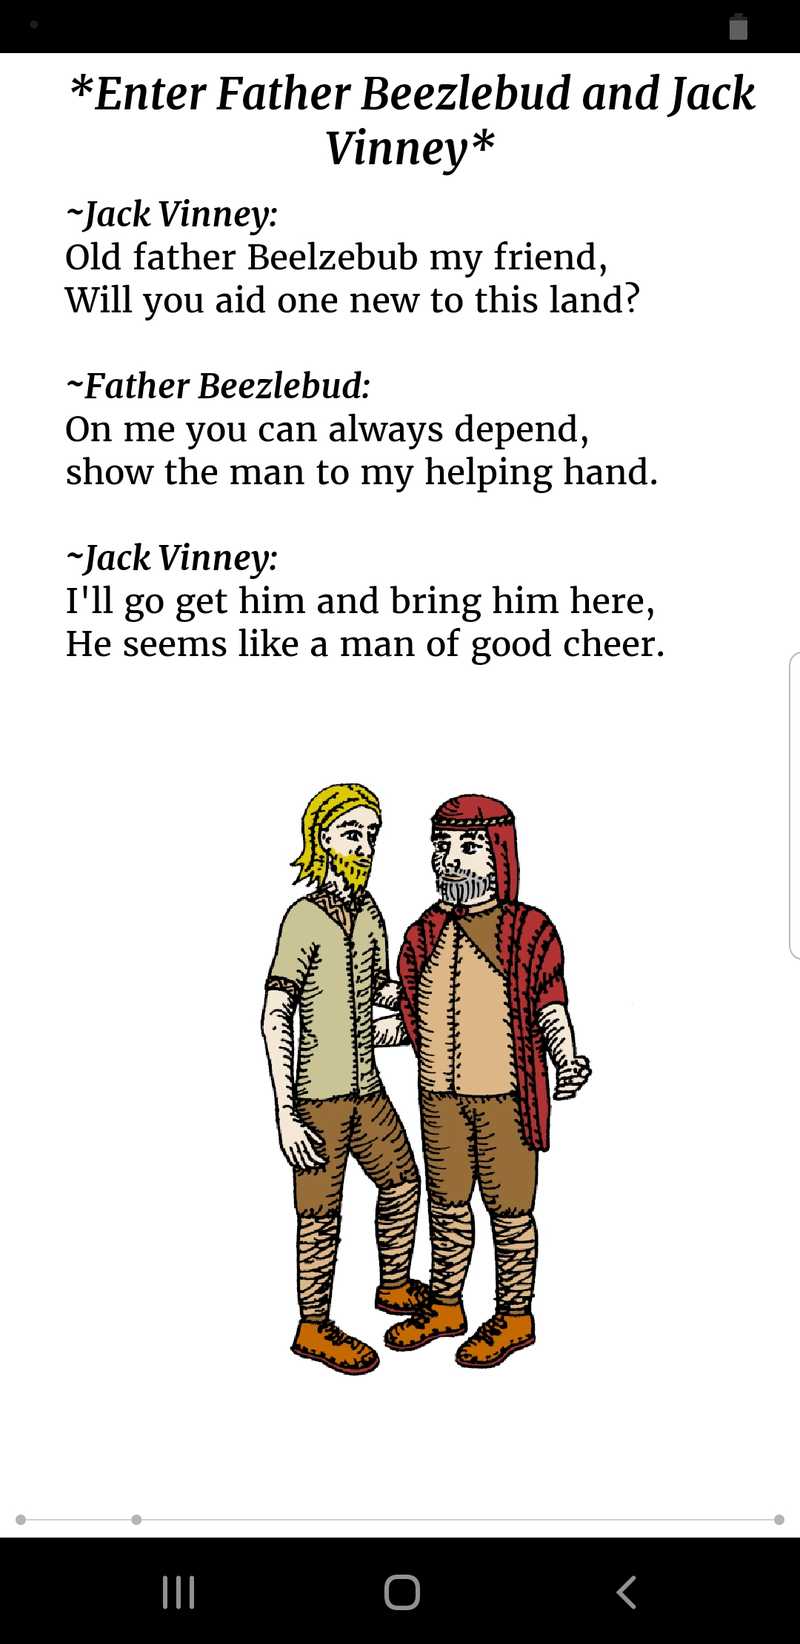 *Enter Father Beezlebud and Jack
Vinney*
~Jack Vinney:
Old father Beelzebub my friend,
Will you aid one new to this land?
~Father Beezlebud:
On me you can always depend,
show the man to my helping hand.
~Jack Vinney:
I'll go get him and bring him here,
He seems like a man of good cheer.